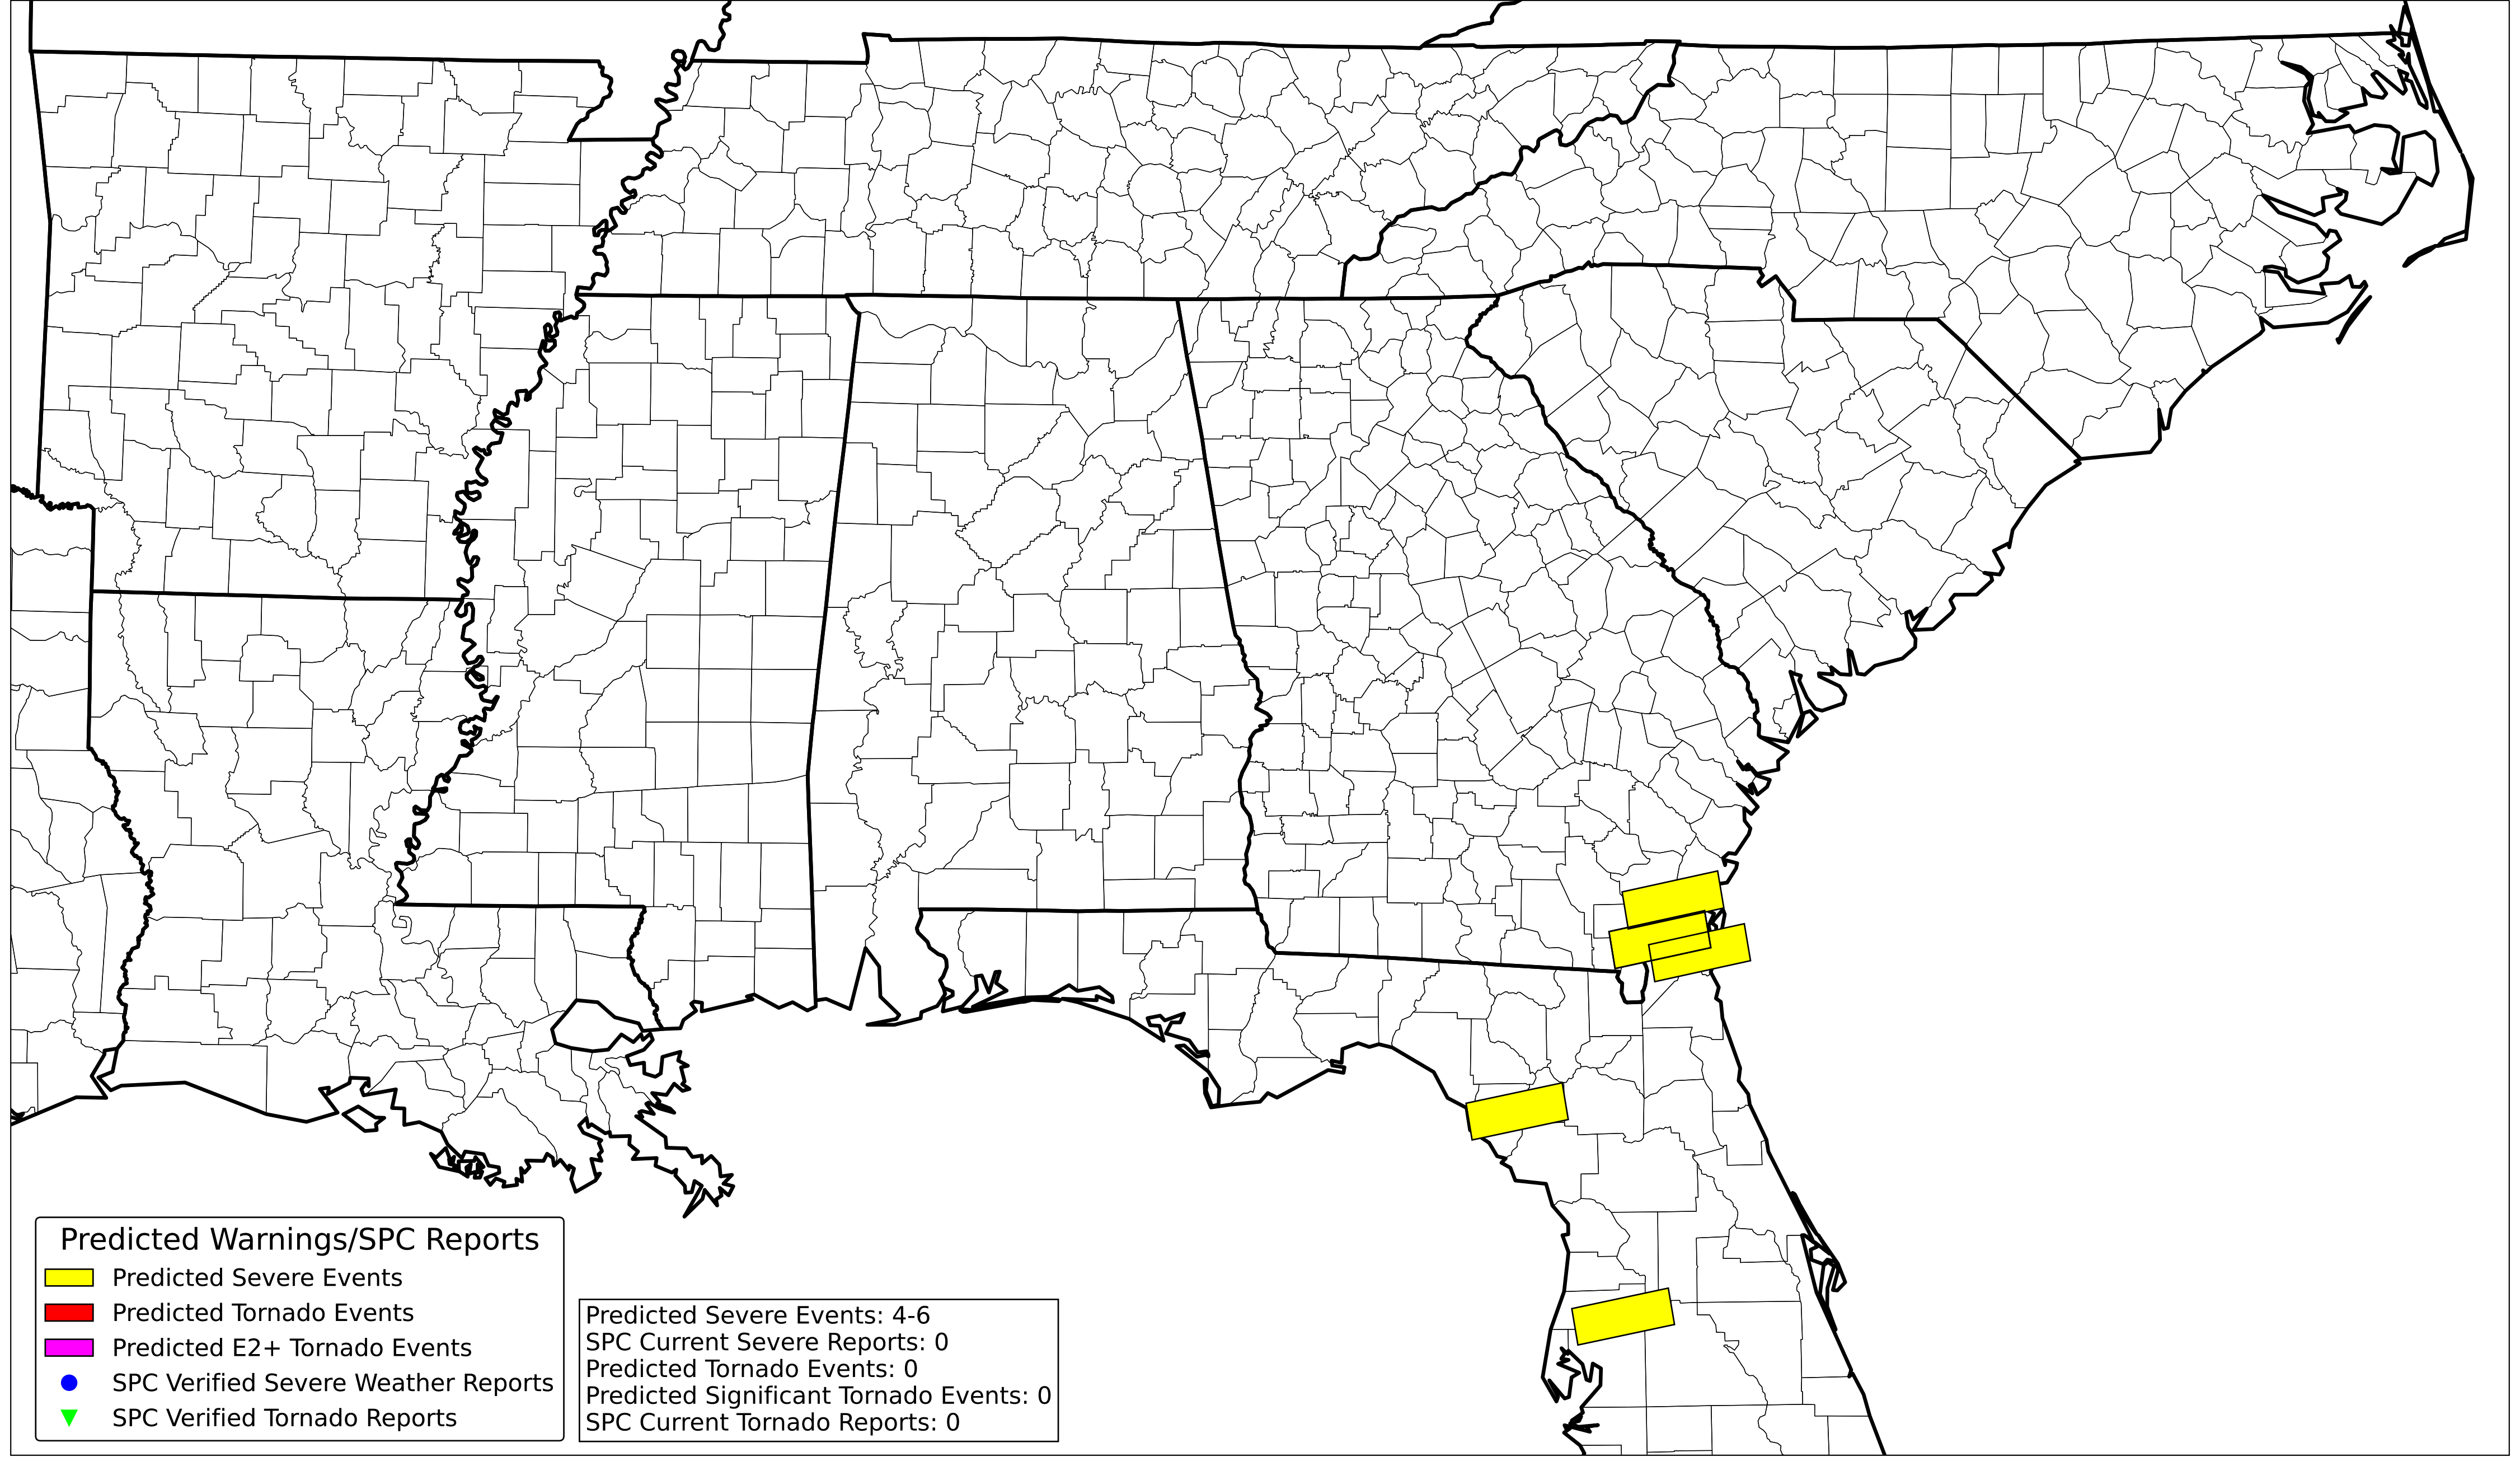 Predicted Warnings/SPC Reports
Predicted Severe Events
Predicted Tornado Events
Predicted E2+ Tornado Events
SPC Verified Severe Weather Reports
SPC Verified Tornado Reports
Predicted Severe Events: 4-6
SPC Current Severe Reports: 0
Predicted Tornado Events: 0
Predicted Significant Tornado Events: 0
SPC Current Tornado Reports: 0